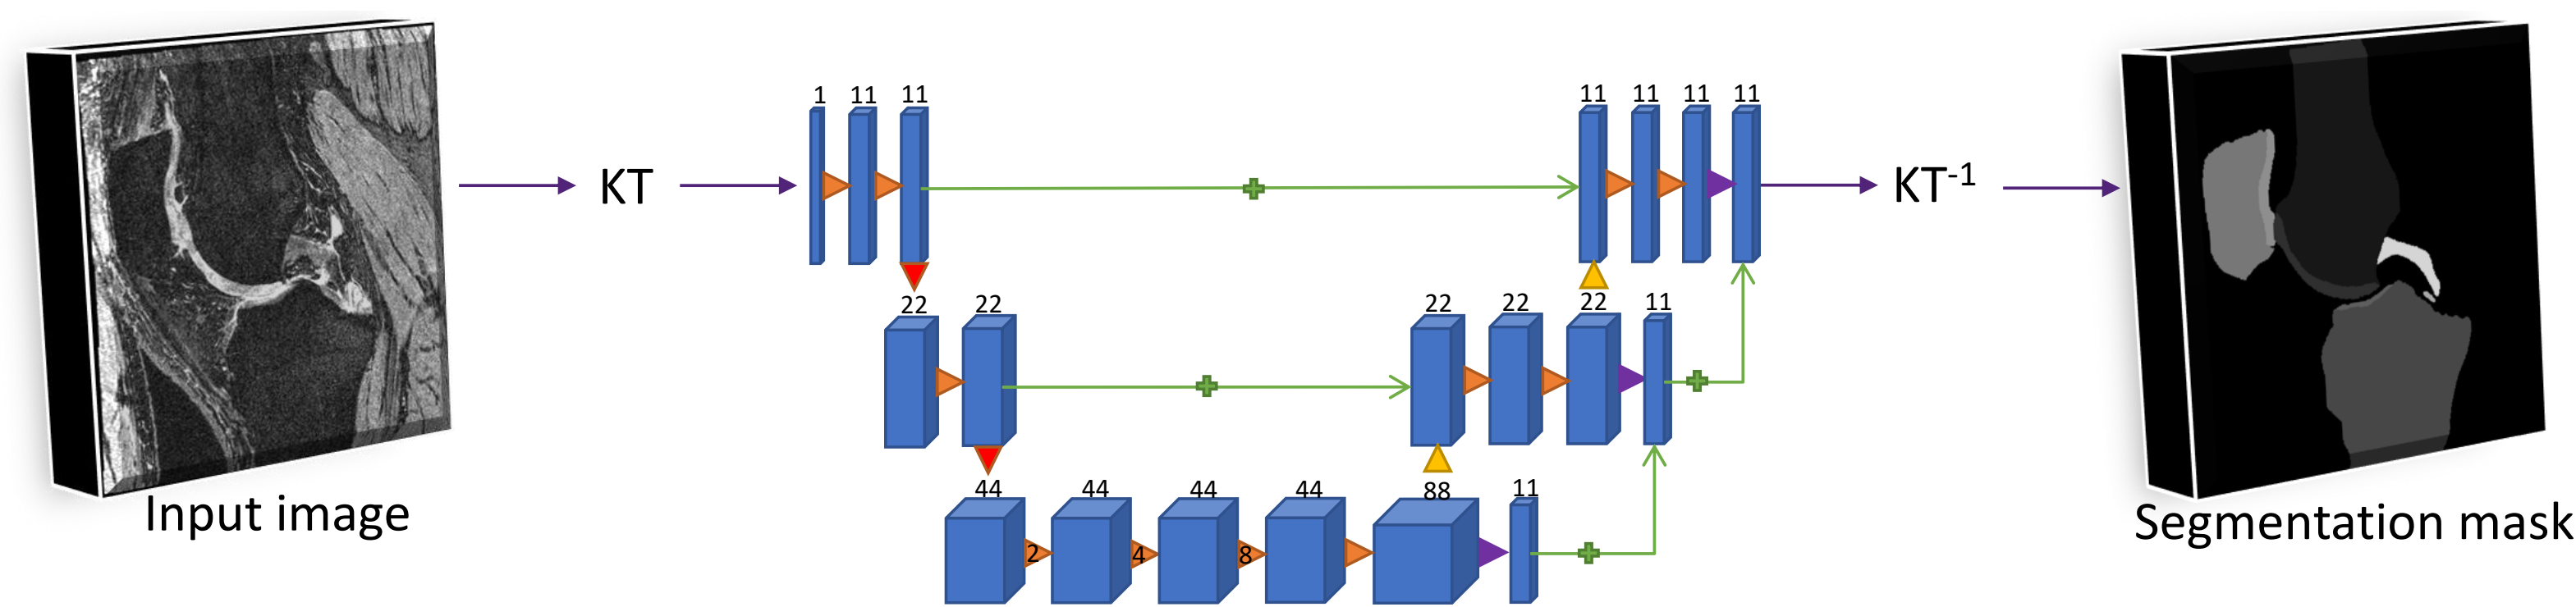 1 11 11
11 11 11 11
KT
KT⁻¹
22 22
22 22 22 11
44 44 44 44 88 11
2 4 8
Input image
Segmentation mask